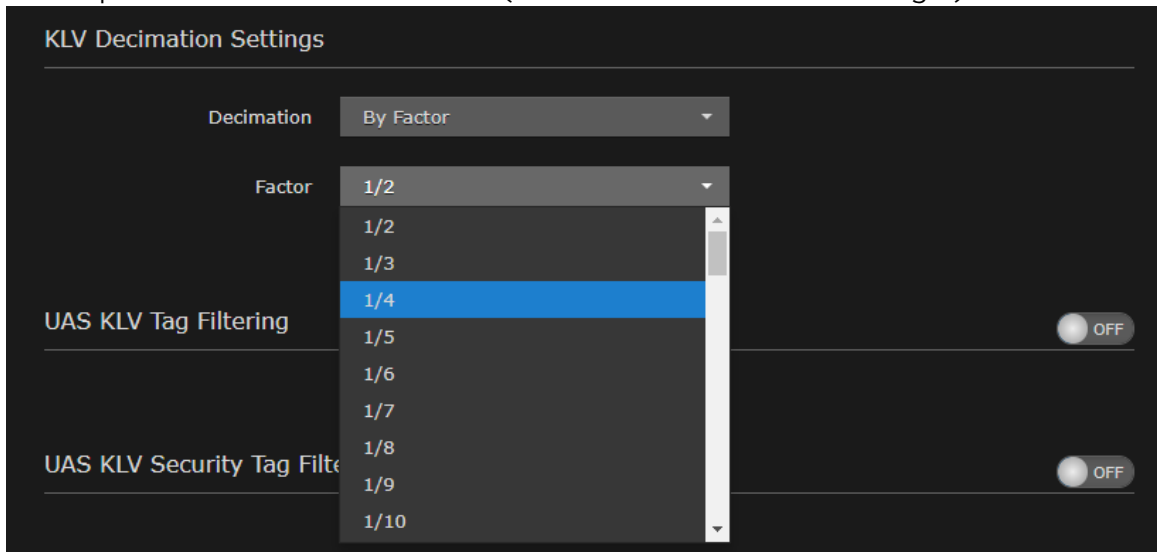 KLV Decimation Settings
Decimation By Factor
Factor 1/2
1/2
1/3
1/4
UAS KLV Tag Filtering OFF
1/5
1/6
1/7
1/8
UAS KLV Security Tag OFF
1/9
1/10